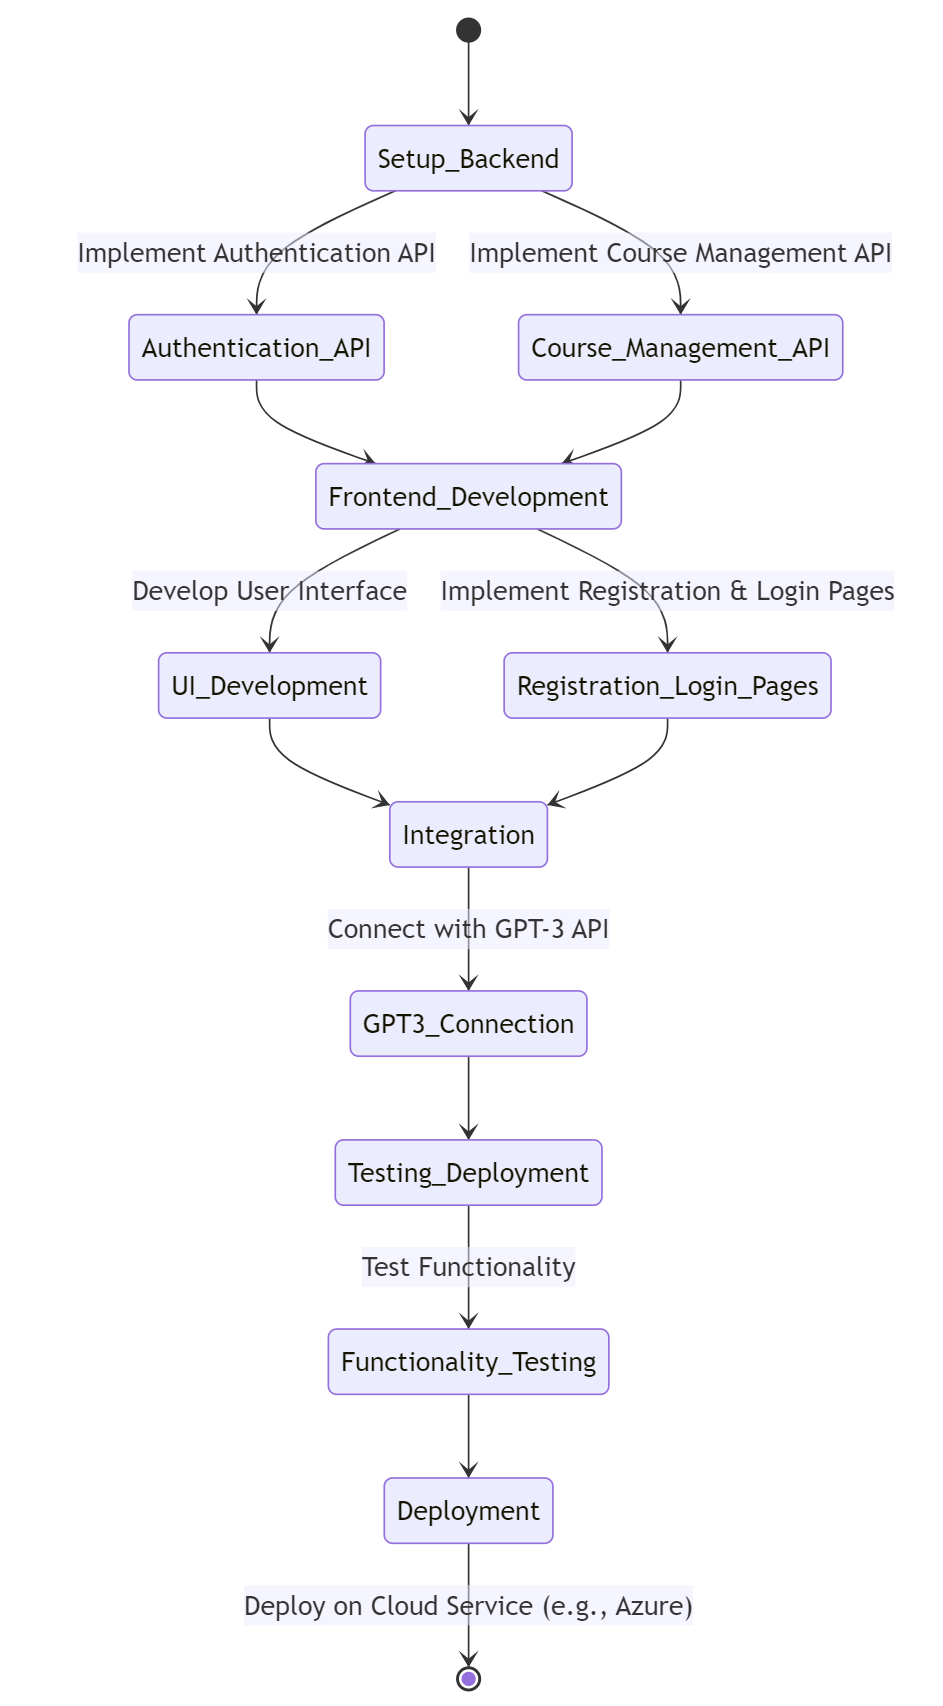 Setup_Backend
Implement Authentication API
Implement Course Management API
Authentication_API
Course_Management_API
Frontend_Development
Develop User Interface
Implement Registration & Login Pages
UI_Development
Registration_Login_Pages
Integration
Connect with GPT-3 API
GPT3_Connection
Testing_Deployment
Test Functionality
Functionality_Testing
Deployment
Deploy on Cloud Service (e.g., Azure)